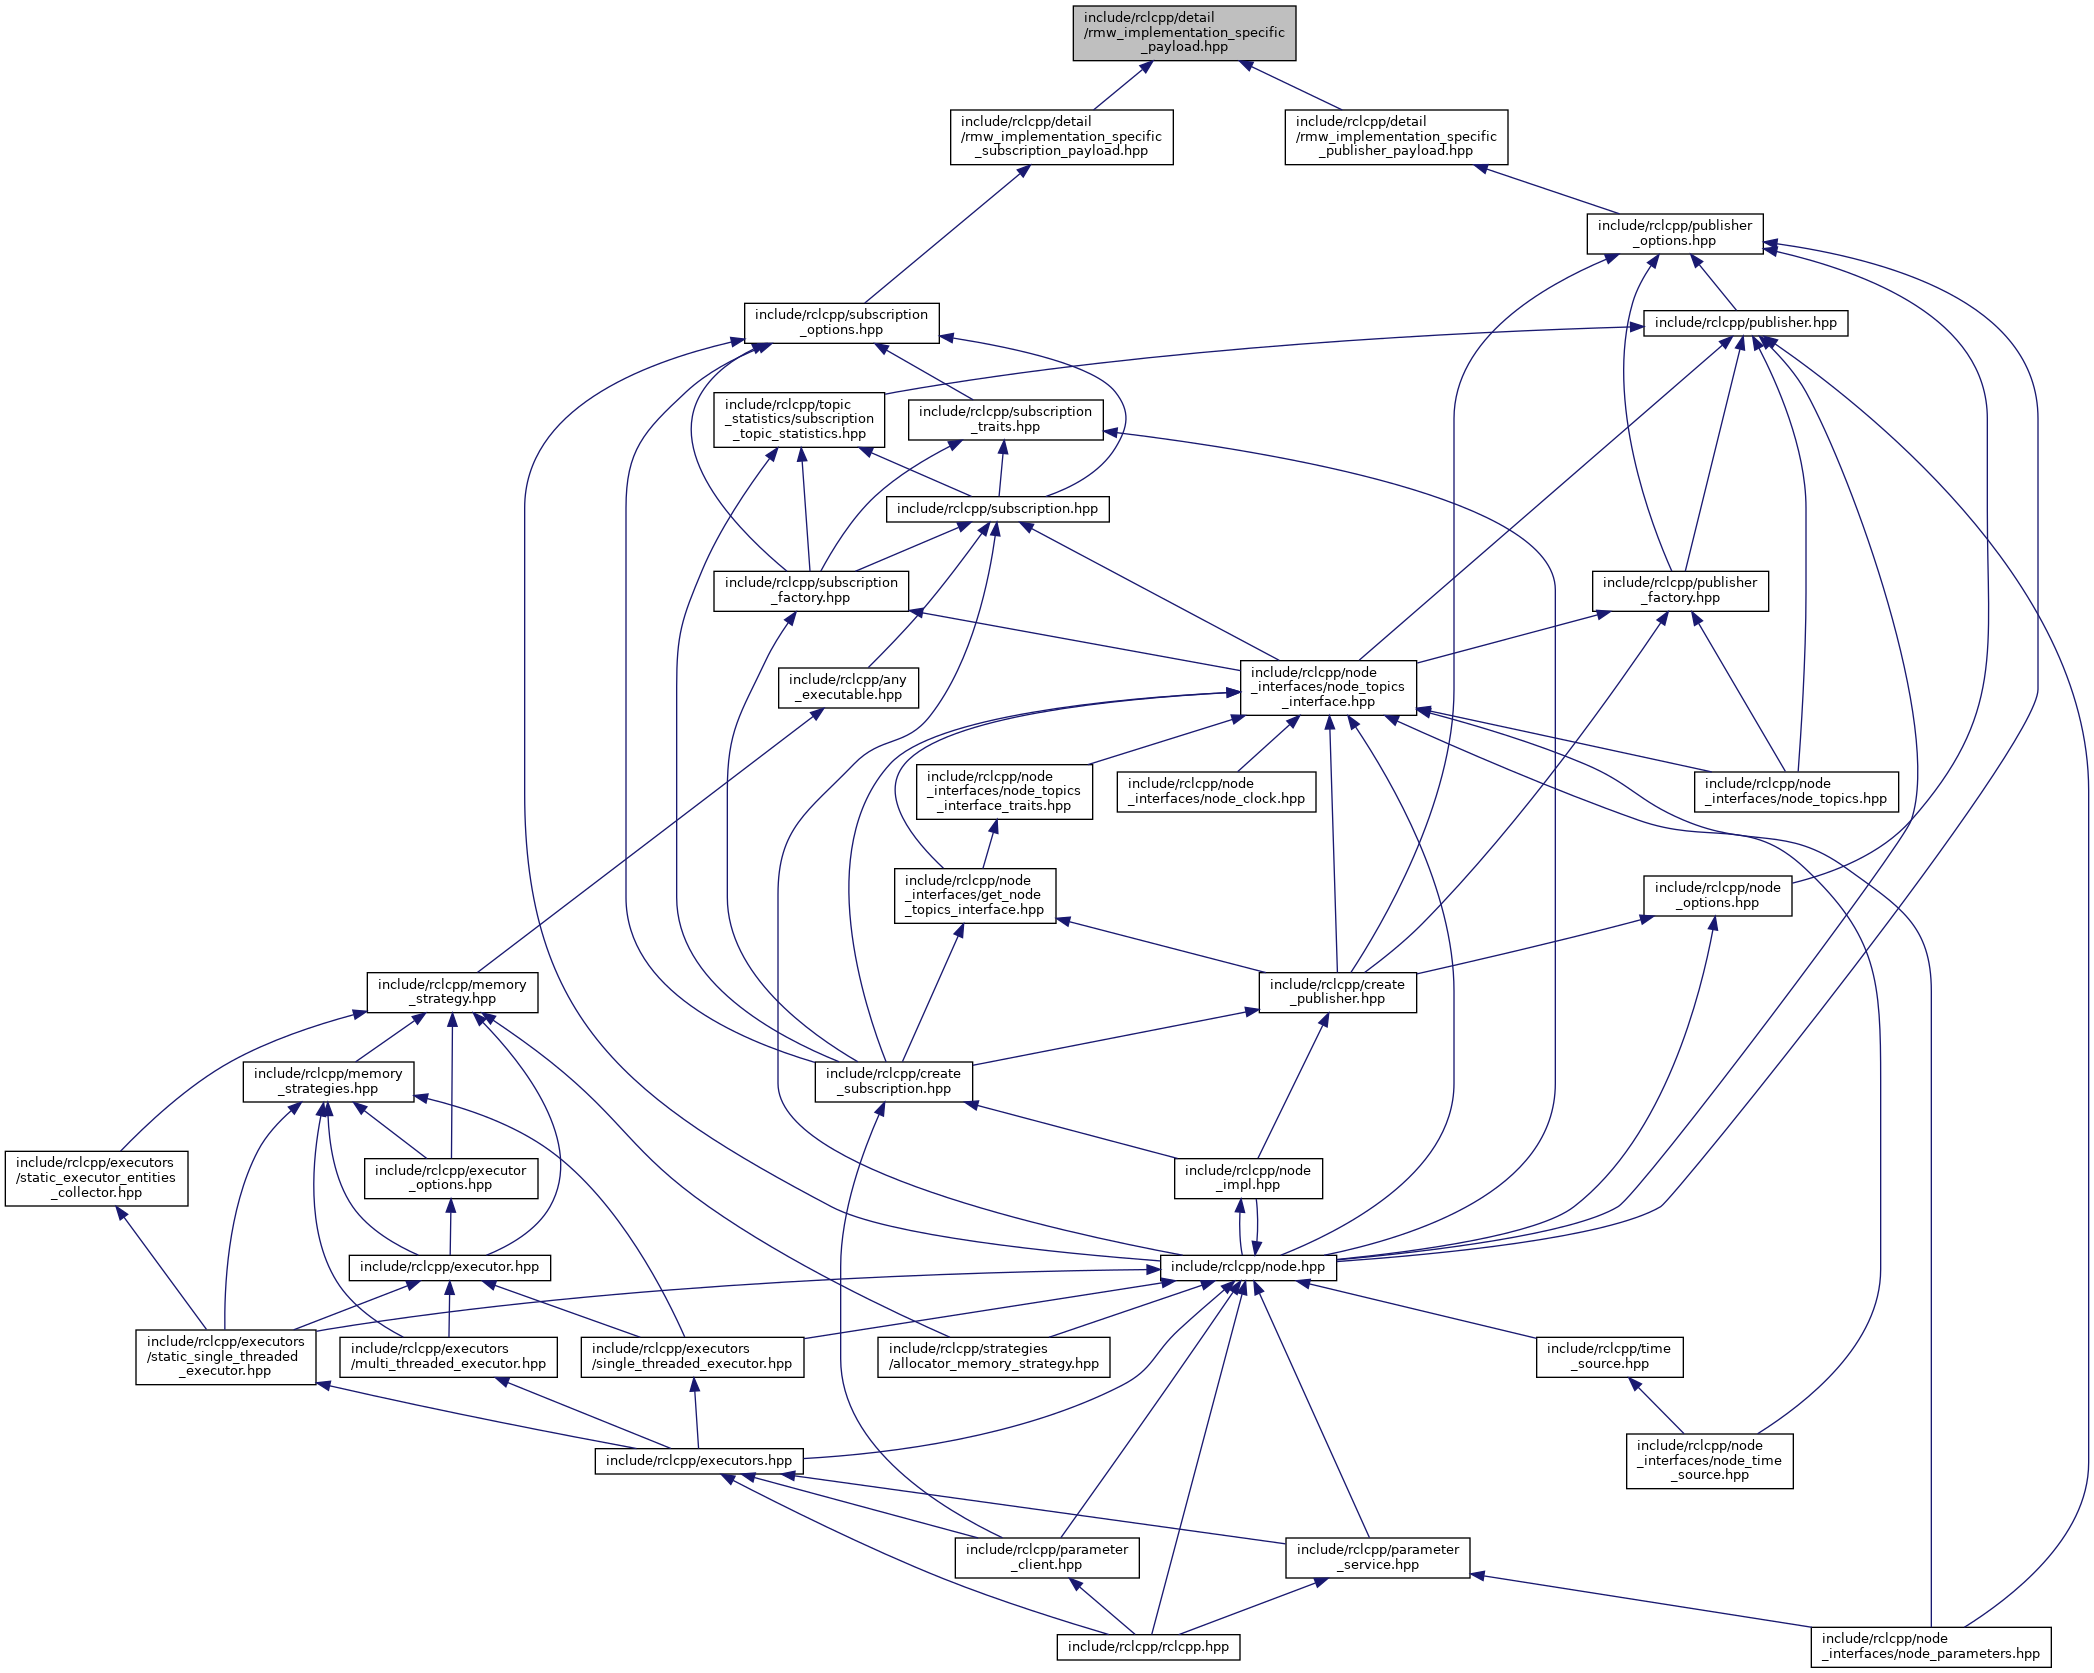 include/rclcpp/detail
/rmw_implementation_specific
_payload.hpp
include/rclcpp/detail
/rmw_implementation_specific
_subscription_payload.hpp
include/rclcpp/detail
/rmw_implementation_specific
_publisher_payload.hpp
include/rclcpp/publisher
_options.hpp
include/rclcpp/subscription
_options.hpp
include/rclcpp/publisher.hpp
include/rclcpp/topic
_statistics/subscription
_topic_statistics.hpp
include/rclcpp/subscription
_traits.hpp
include/rclcpp/subscription.hpp
include/rclcpp/subscription
_factory.hpp
include/rclcpp/publisher
_factory.hpp
include/rclcpp/any
_executable.hpp
include/rclcpp/node
_interfaces/node_topics
_interface.hpp
include/rclcpp/node
_interfaces/node_topics
_interface_traits.hpp
include/rclcpp/node
_interfaces/node_clock.hpp
include/rclcpp/node
_interfaces/node_topics.hpp
include/rclcpp/node
_interfaces/get_node
_topics_interface.hpp
include/rclcpp/node
_options.hpp
include/rclcpp/memory
_strategy.hpp
include/rclcpp/create
_publisher.hpp
include/rclcpp/memory
_strategies.hpp
include/rclcpp/create
_subscription.hpp
include/rclcpp/executors
/static_executor_entities
_collector.hpp
include/rclcpp/executor
_options.hpp
include/rclcpp/node
_impl.hpp
include/rclcpp/executor.hpp
include/rclcpp/node.hpp
include/rclcpp/executors
/static_single_threaded
_executor.hpp
include/rclcpp/executors
/multi_threaded_executor.hpp
include/rclcpp/executors
/single_threaded_executor.hpp
include/rclcpp/strategies
/allocator_memory_strategy.hpp
include/rclcpp/time
_source.hpp
include/rclcpp/executors.hpp
include/rclcpp/node
_interfaces/node_time
_source.hpp
include/rclcpp/parameter
_client.hpp
include/rclcpp/parameter
_service.hpp
include/rclcpp/rclcpp.hpp
include/rclcpp/node
_interfaces/node_parameters.hpp